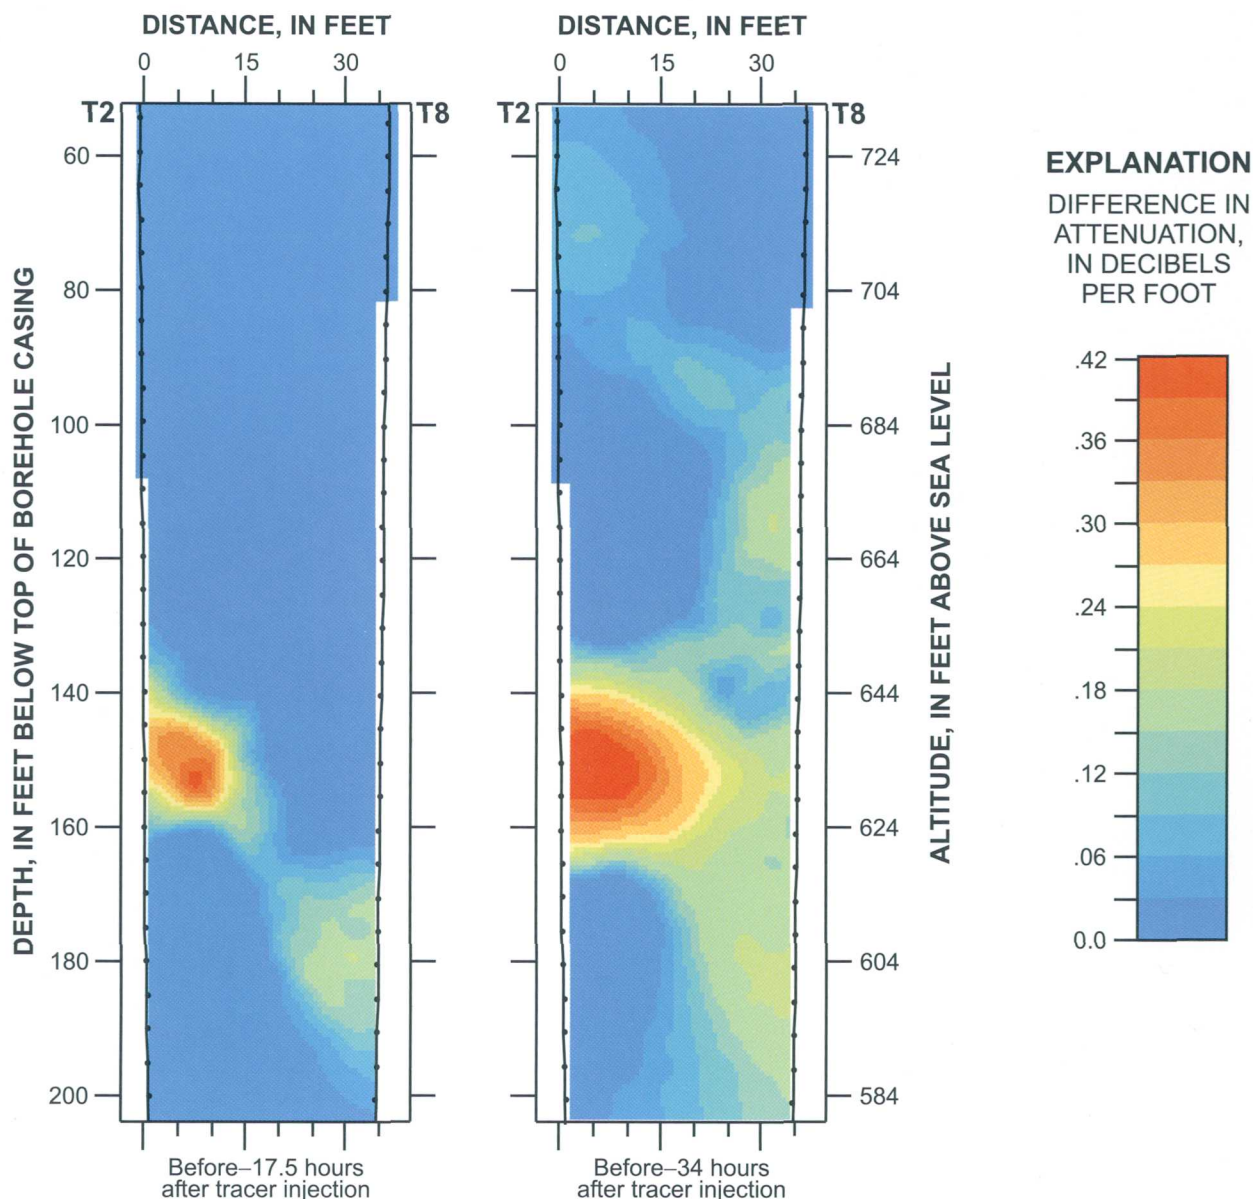 DISTANCE, IN FEET
0 15 30
T2 T8
DISTANCE, IN FEET
0 15 30
T2 T8
DEPTH, IN FEET BELOW TOP OF BOREHOLE CASING
60
80
100
120
140
160
180
200
724
704
684
664
644
624
604
584
ALTITUDE, IN FEET ABOVE SEA LEVEL
Before–17.5 hours
after tracer injection
Before–34 hours
after tracer injection
EXPLANATION
DIFFERENCE IN
ATTENUATION,
IN DECIBELS
PER FOOT
.42
.36
.30
.24
.18
.12
.06
0.0